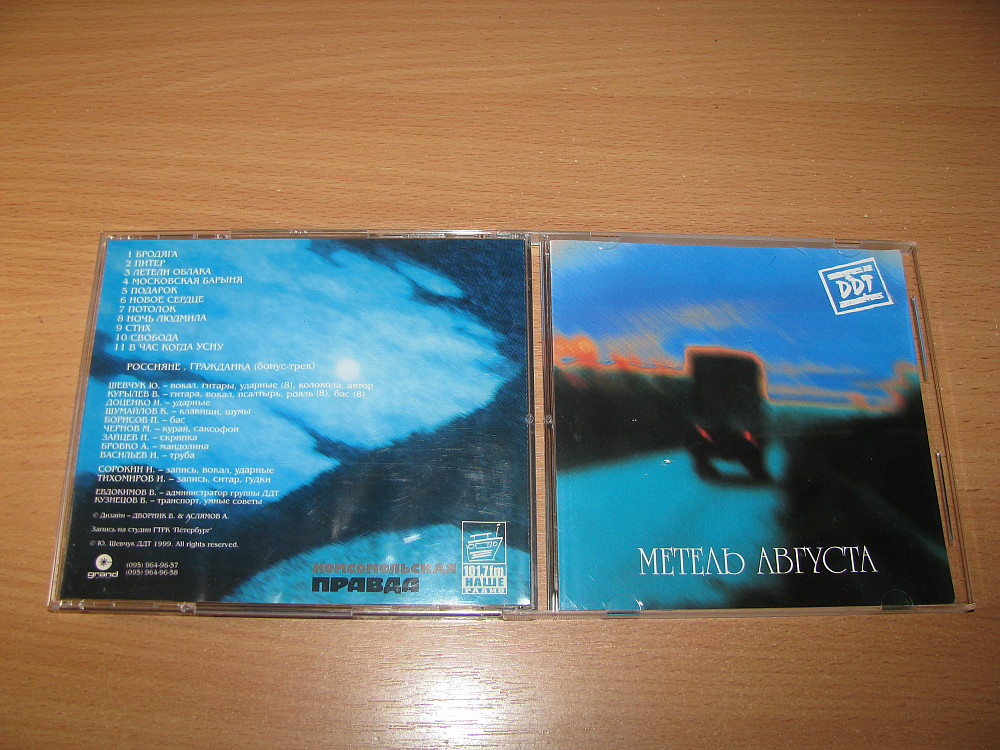 1 БРОДЯГА
2 ПИТЕР
3 ЛЕТЕЛИ ОБЛАКА
4 МОСКОВСКАЯ БАРЫНЯ
5 ПОДАРОК
6 НОВОЕ СЕРДЦЕ
7 ПОТОЛОК
8 НОЧЬ ЛЮДМИЛА
9 СТИХ
10 СВОБОДА
11 В ЧАС КОГДА УСНУ
РОССИЯНЕ, ГРАЖДАНКА (бонус-трек)
ШЕВЧУК Ю. – вокал, гитары, ударные (8), колокола, автор
КУРЫЛЕВ В. – гитара, вокал, псалтырь, рояль (8), бас (8)
ДОЦЕНКО И. – ударные
ШУМАЙЛОВ К. – клавиши, шумы
БОРИСОВ П. – бас
ЧЕРНОВ М. – курай, саксофон
ЗАЙЦЕВ Н. – скрипка
БРОВКО А. – мандолина
ВАСИЛЬЕВ Н. – труба
СОРОКИН И. – запись, вокал, ударные
ТИХОМИРОВ И. – запись, ситар, гудки
ЕВДОКИМОВ В. – администратор группы ДДТ
КУЗНЕЦОВ В. – транспорт, умные советы
© Дизайн – ДВОРНИК В. & АСЛЯМОВ А.
Запись на студии ГТРК "Петербург"
© Ю. Шевчук ДДТ 1999. All rights reserved.
grand
(095) 964-96-57
(095) 964-96-58
КОМСОМОЛЬСКАЯ
ПРАВДА
101.7fm
НАШЕ
РАДИО
DDT
МЕТЕЛЬ АВГУСТА